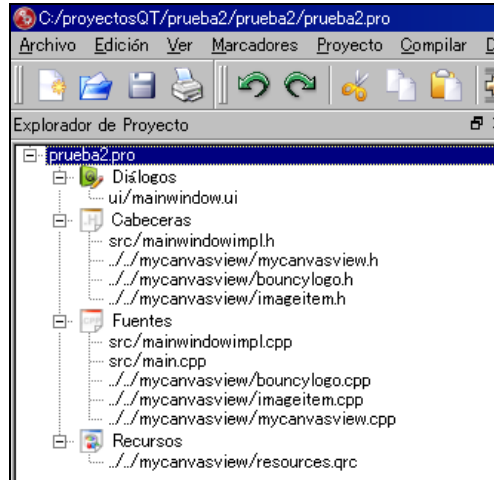 C:/proyectosQT/prueba2/prueba2/prueba2.pro
Archivo Edición Ver Marcadores Proyecto Compilar D
Explorador de Proyecto
prueba2.pro
Diálogos
ui/mainwindow.ui
Cabeceras
src/mainwindowimpl.h
../../mycanvasview/mycanvasview.h
../../mycanvasview/bouncylogo.h
../../mycanvasview/imageitem.h
Fuentes
src/mainwindowimpl.cpp
src/main.cpp
../../mycanvasview/bouncylogo.cpp
../../mycanvasview/imageitem.cpp
../../mycanvasview/mycanvasview.cpp
Recursos
../../mycanvasview/resources.qrc